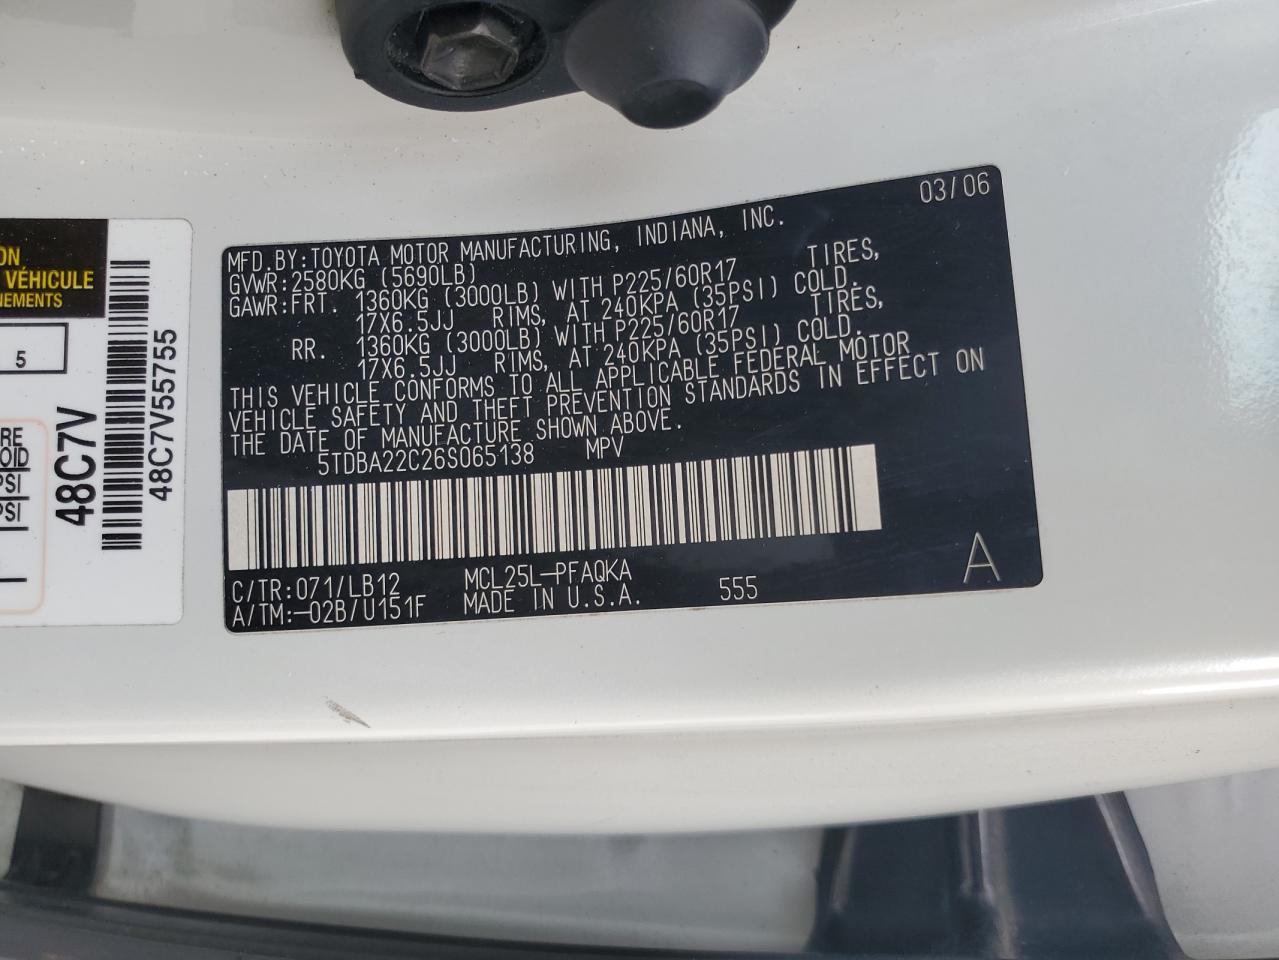 03/06
MFD.BY:TOYOTA MOTOR MANUFACTURING, INDIANA, INC.
GVWR:2580KG (5690LB)
GAWR:FRT. 1360KG (3000LB) WITH P225/60R17 TIRES,
17X6.5JJ RIMS, AT 240KPA (35PSI) COLD.
RR. 1360KG (3000LB) WITH P225/60R17 TIRES,
17X6.5JJ RIMS, AT 240KPA (35PSI) COLD.
THIS VEHICLE CONFORMS TO ALL APPLICABLE FEDERAL MOTOR
VEHICLE SAFETY AND THEFT PREVENTION STANDARDS IN EFFECT ON
THE DATE OF MANUFACTURE SHOWN ABOVE.
5TDBA22C26S065138 MPV
C/TR:071/LB12 MCL25L-PFAQKA
A/TM:-02B/U151F MADE IN U.S.A. 555
A
VÉHICULE
5
PSI
PSI
48C7V
48C7V55755